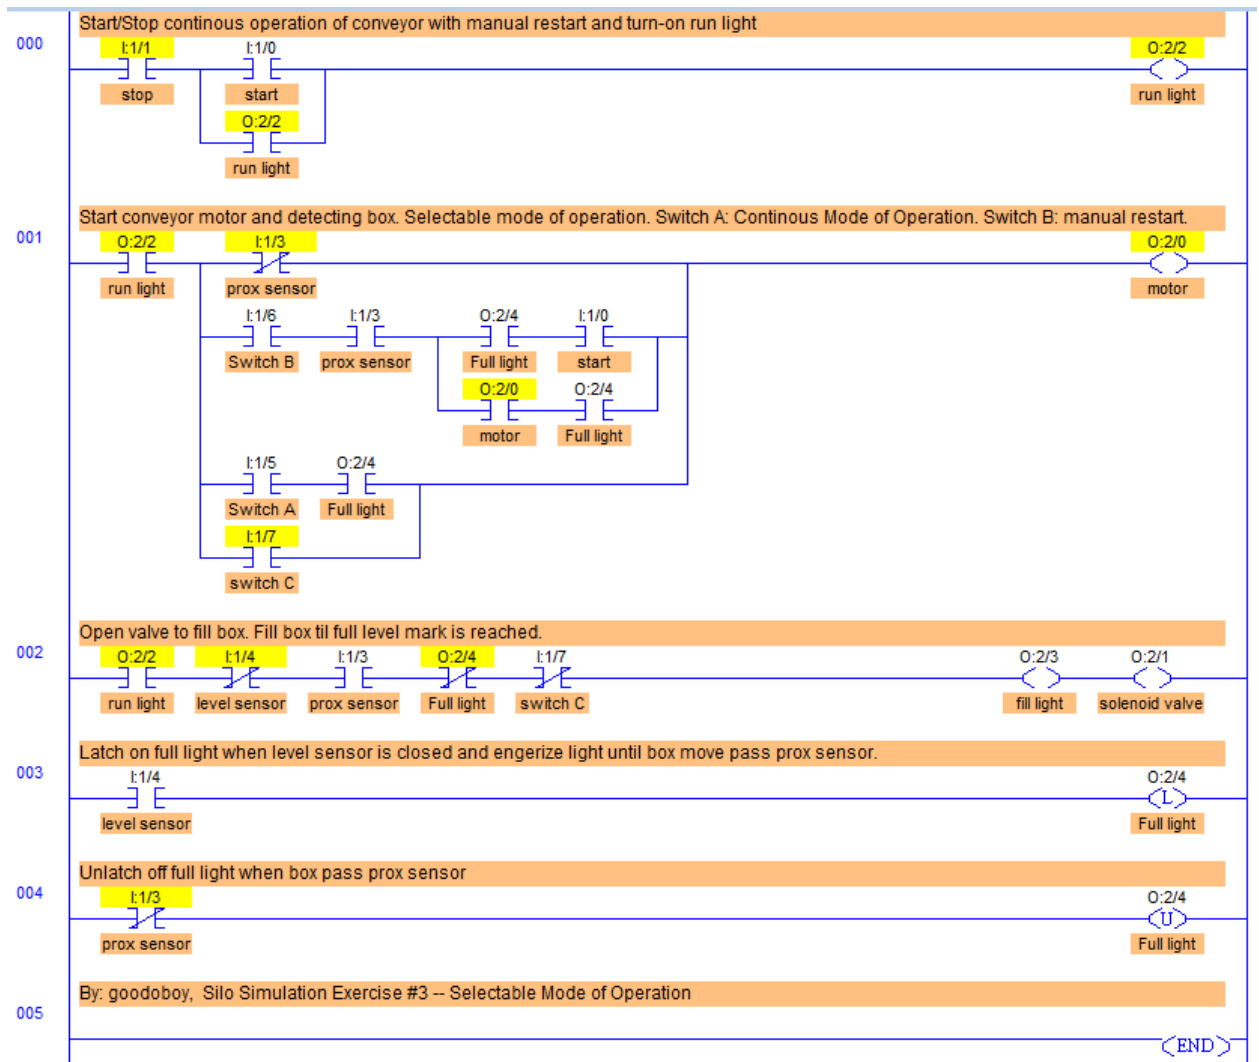 Start/Stop continous operation of conveyor with manual restart and turn-on run light
000
I:1/1 I:1/0 O:2/2
stop start run light
O:2/2
run light
Start conveyor motor and detecting box. Selectable mode of operation. Switch A: Continous Mode of Operation. Switch B: manual restart.
001
O:2/2 I:1/3 O:2/0
run light prox sensor motor
I:1/6 I:1/3 O:2/4 I:1/0
Switch B prox sensor Full light start
O:2/0 O:2/4
motor Full light
I:1/5 O:2/4
Switch A Full light
I:1/7
switch C
Open valve to fill box. Fill box til full level mark is reached.
002
O:2/2 I:1/4 I:1/3 O:2/4 I:1/7 O:2/3 O:2/1
run light level sensor prox sensor Full light switch C fill light solenoid valve
Latch on full light when level sensor is closed and engerize light until box move pass prox sensor.
003
I:1/4 O:2/4
L
level sensor Full light
Unlatch off full light when box pass prox sensor
004
I:1/3 O:2/4
U
prox sensor Full light
By: goodoboy, Silo Simulation Exercise #3 -- Selectable Mode of Operation
005
END